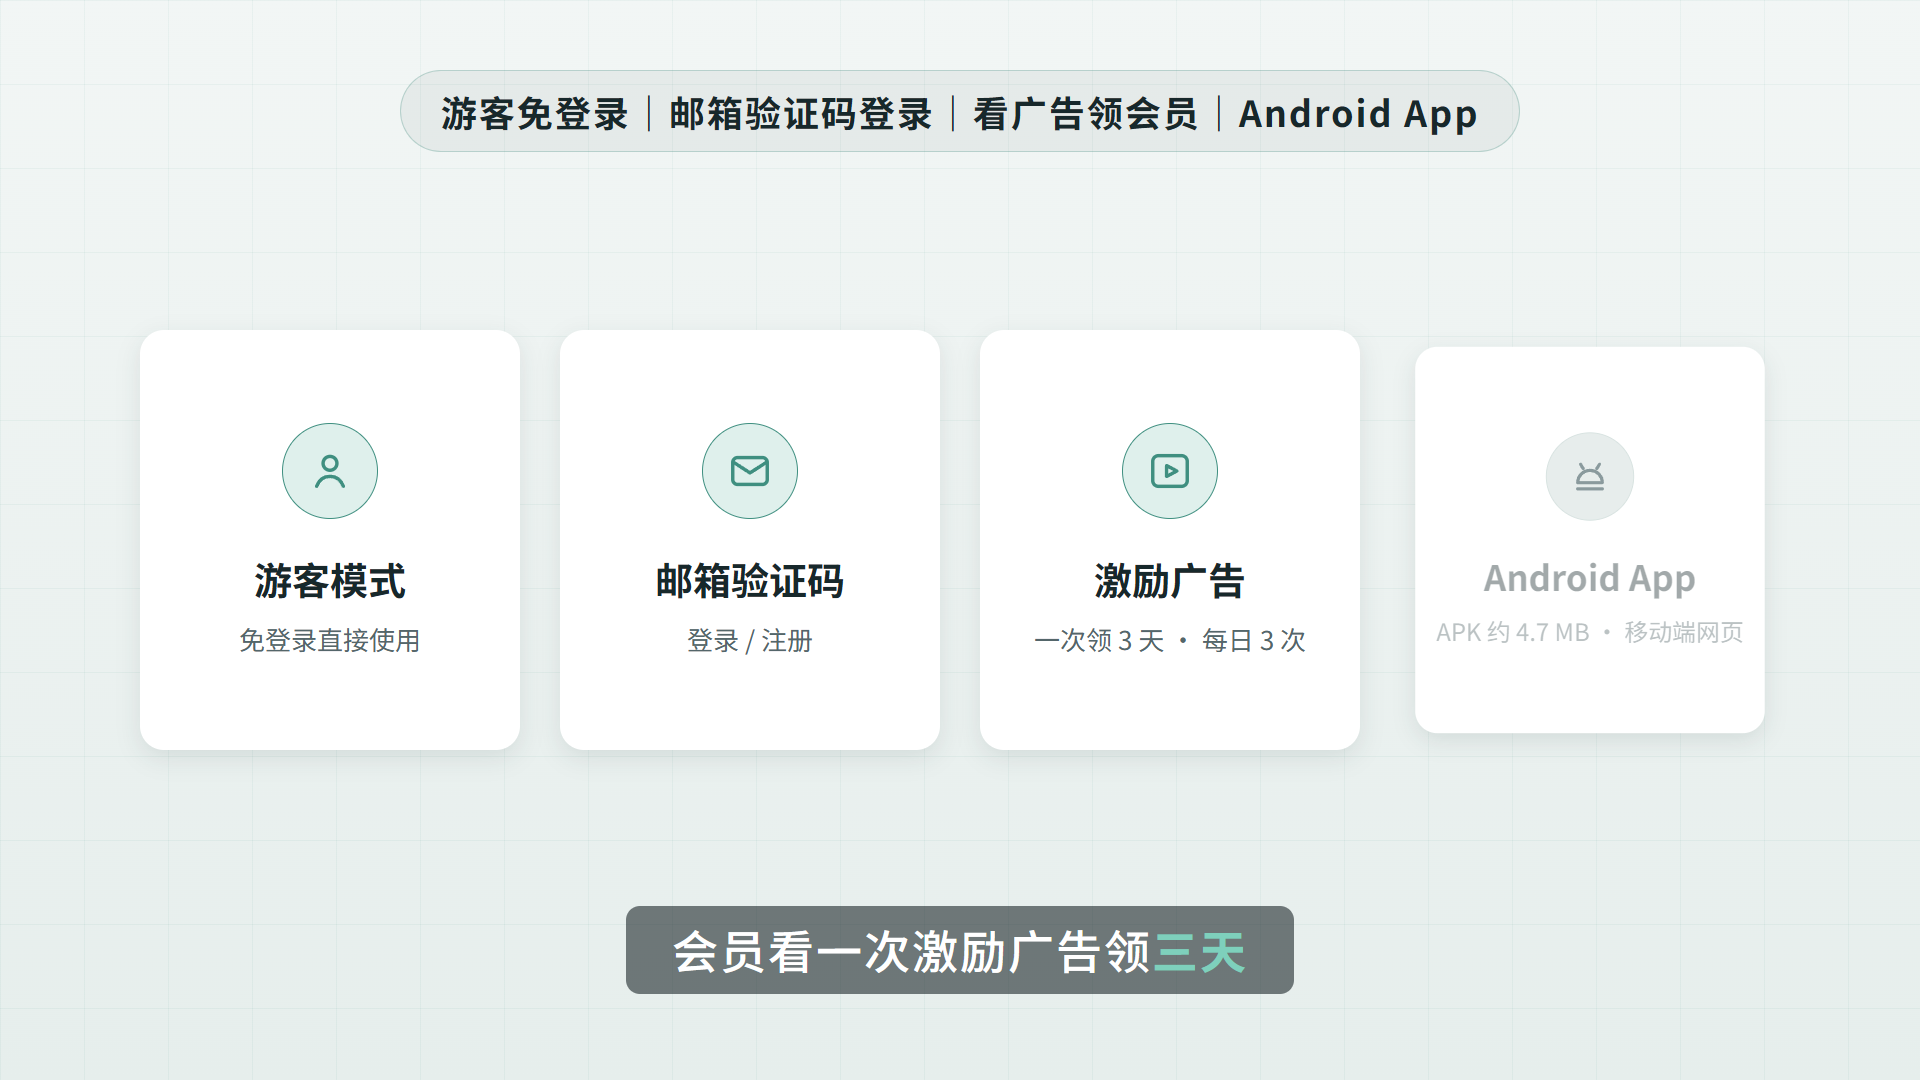 游客免登录｜邮箱验证码登录｜看广告领会员｜Android App
游客模式
免登录直接使用
邮箱验证码
登录 / 注册
激励广告
一次领 3 天 · 每日 3 次
Android App
APK 约 4.7 MB · 移动端网页
会员看一次激励广告领三天